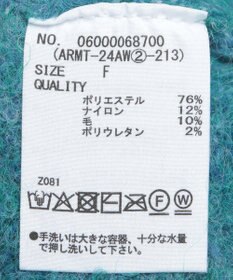 NO. 06000068700
(ARMT-24AW②-213)
SIZE F
QUALITY
ポリエステル 76%
ナイロン 12%
毛 10%
ポリウレタン 2%
Z081
F W
●手洗いは大きな容器、十分な水量
で押し洗いして下さい。